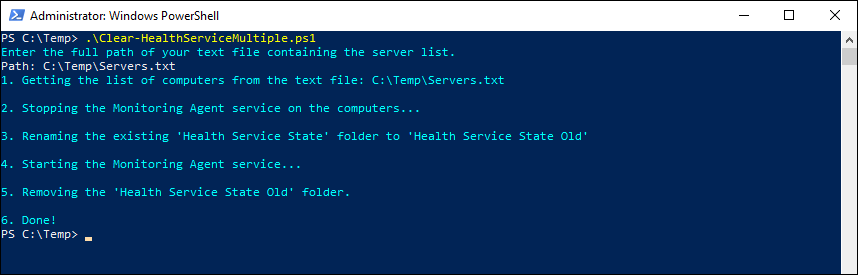 Administrator: Windows PowerShell
PS C:\Temp> .\Clear-HealthServiceMultiple.ps1
Enter the full path of your text file containing the server list.
Path: C:\Temp\Servers.txt
1. Getting the list of computers from the text file: C:\Temp\Servers.txt
2. Stopping the Monitoring Agent service on the computers...
3. Renaming the existing 'Health Service State' folder to 'Health Service State Old'
4. Starting the Monitoring Agent service...
5. Removing the 'Health Service State Old' folder.
6. Done!
PS C:\Temp>